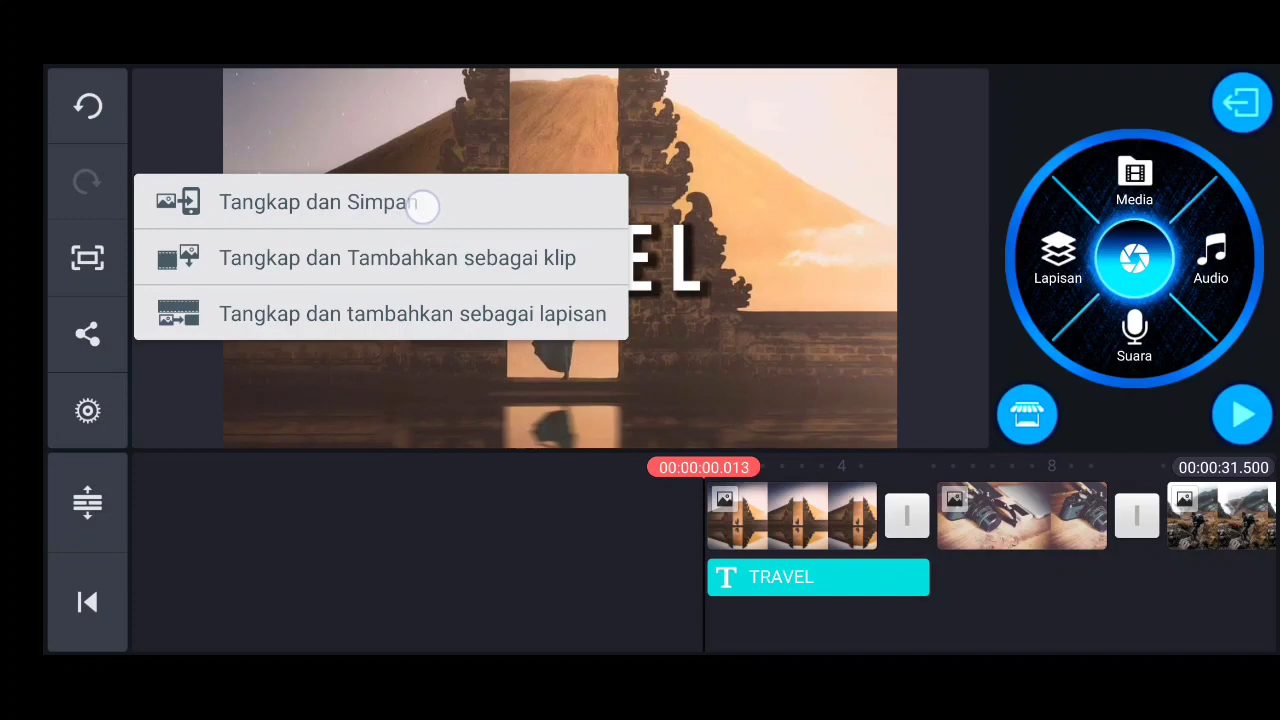 Tangkap dan Simpan
Tangkap dan Tambahkan sebagai klip
Tangkap dan tambahkan sebagai lapisan
EL
Media
Lapisan
Audio
Suara
00:00:00.013
4
8
00:00:31.500
T TRAVEL